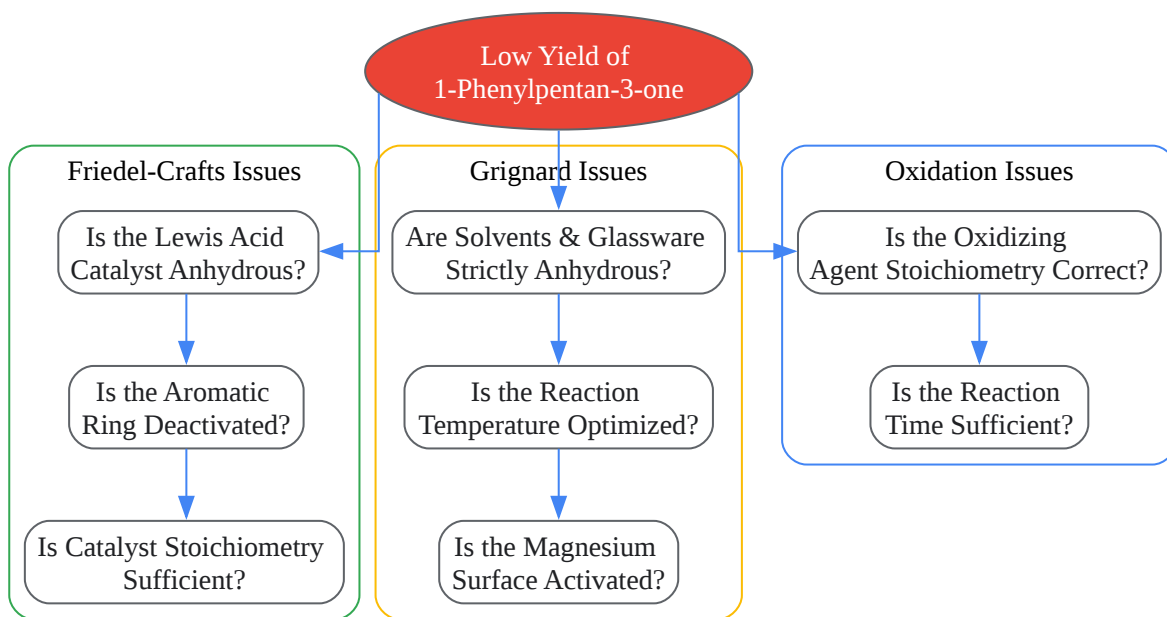 Low Yield of
1-Phenylpentan-3-one
Friedel-Crafts Issues
Is the Lewis Acid
Catalyst Anhydrous?
Is the Aromatic
Ring Deactivated?
Is Catalyst Stoichiometry
Sufficient?
Grignard Issues
Are Solvents & Glassware
Strictly Anhydrous?
Is the Reaction
Temperature Optimized?
Is the Magnesium
Surface Activated?
Oxidation Issues
Is the Oxidizing
Agent Stoichiometry Correct?
Is the Reaction
Time Sufficient?